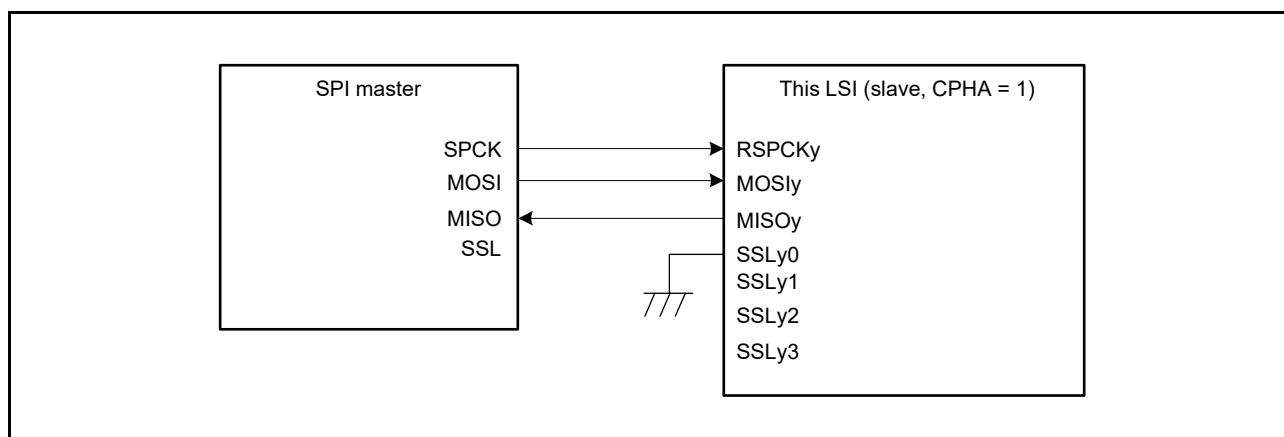 SPI master
SPCK
MOSI
MISO
SSL
This LSI (slave, CPHA = 1)
RSPCKy
MOSIy
MISOy
SSLy0
SSLy1
SSLy2
SSLy3